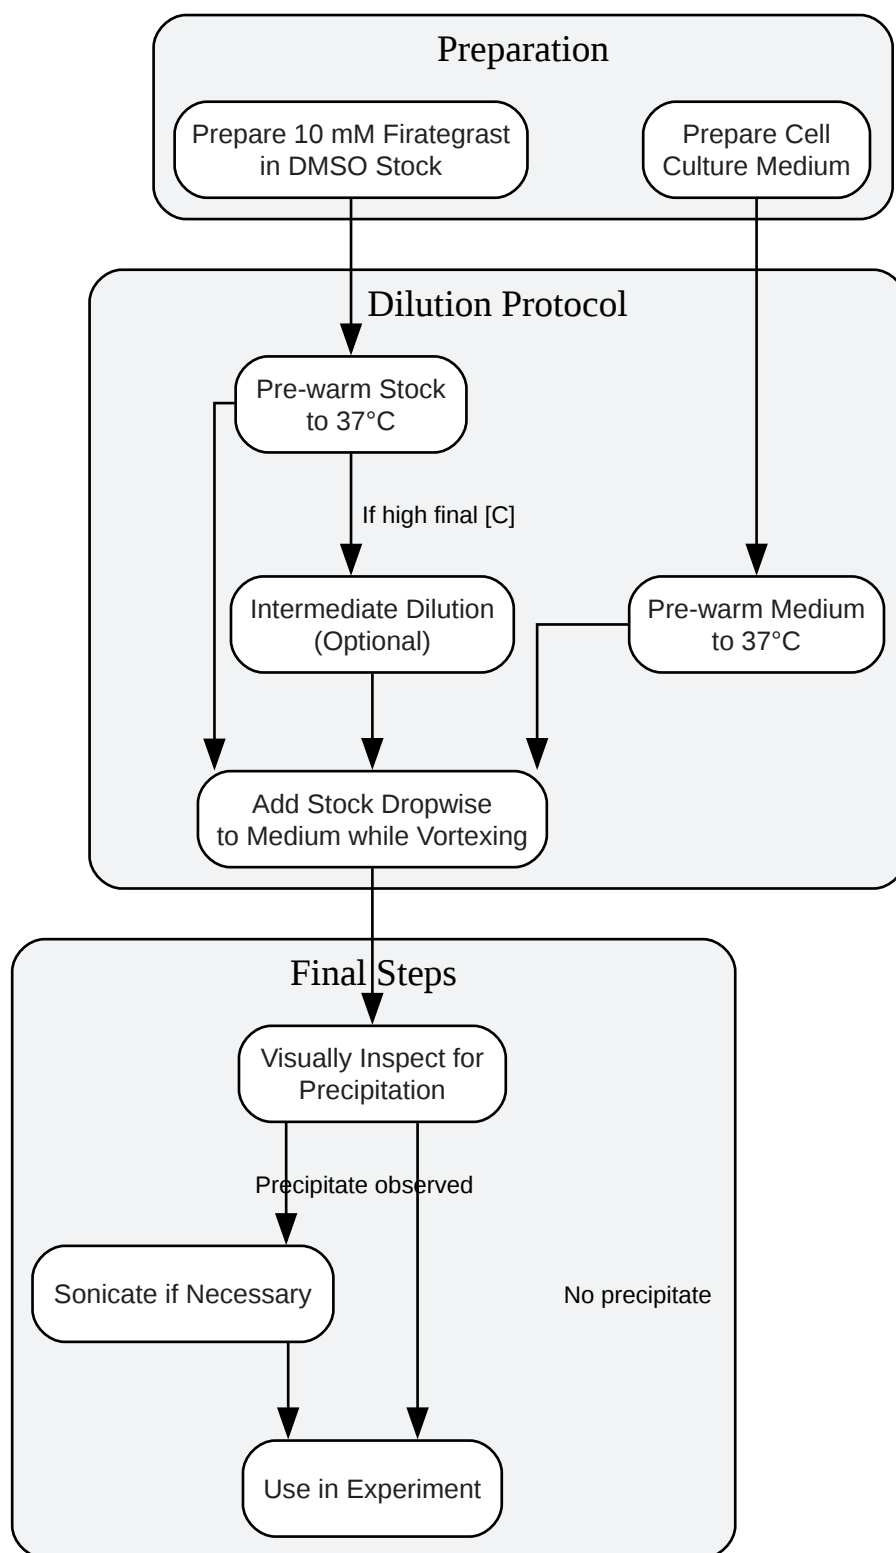 Preparation
Prepare 10 mM Firategrast
in DMSO Stock
Prepare Cell
Culture Medium
Dilution Protocol
Pre-warm Stock
to 37°C
If high final [C]
Intermediate Dilution
(Optional)
Pre-warm Medium
to 37°C
Add Stock Dropwise
to Medium while Vortexing
Final Steps
Visually Inspect for
Precipitation
Precipitate observed
Sonicate if Necessary
No precipitate
Use in Experiment